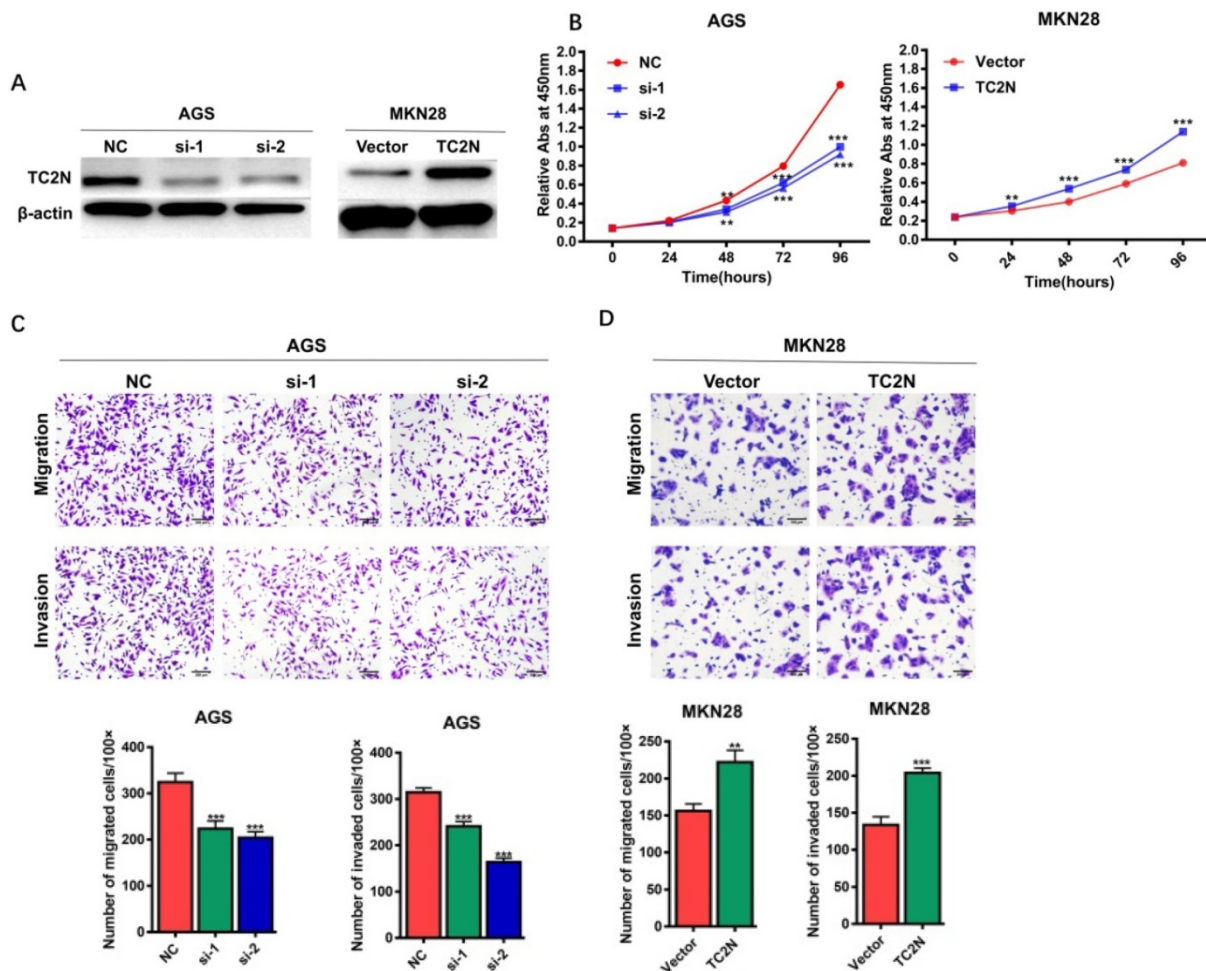 A
AGS
NC si-1 si-2
MKN28
Vector TC2N
TC2N
β-actin
B
AGS
Relative Abs at 450nm
2.0
1.8
1.6
1.4
1.2
1.0
0.8
0.6
0.4
0.2
0.0
NC
si-1
si-2
**
**
***
***
***
***
0 24 48 72 96
Time(hours)
MKN28
Relative Abs at 450nm
2.0
1.8
1.6
1.4
1.2
1.0
0.8
0.6
0.4
0.2
0.0
Vector
TC2N
**
***
***
***
0 24 48 72 96
Time(hours)
C
AGS
NC si-1 si-2
Migration
Invasion
AGS
Number of migrated cells/100×
400
300
200
100
0
***
***
NC si-1 si-2
AGS
Number of invaded cells/100×
400
300
200
100
0
***
***
NC si-1 si-2
D
MKN28
Vector TC2N
Migration
Invasion
MKN28
Number of migrated cells/100×
250
200
150
100
50
0
**
Vector TC2N
MKN28
Number of invaded cells/100×
250
200
150
100
50
0
***
Vector TC2N